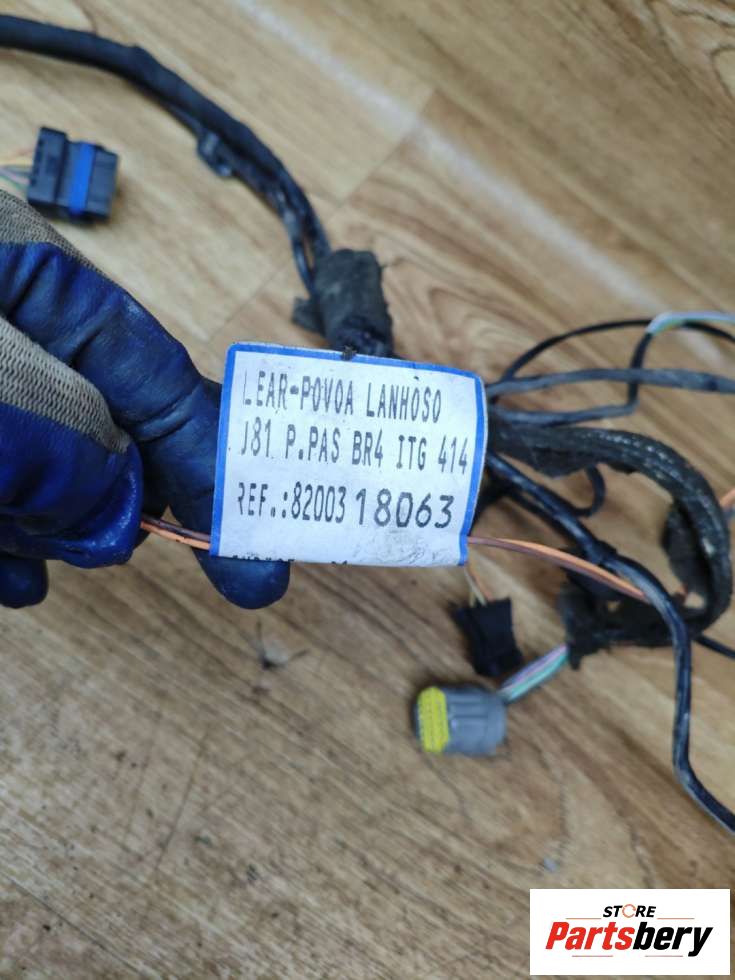 LEAR-POVOA LANHOSO
J81 P.PAS BR4 ITG 414
REF.:8200318063
STORE
Partsbery